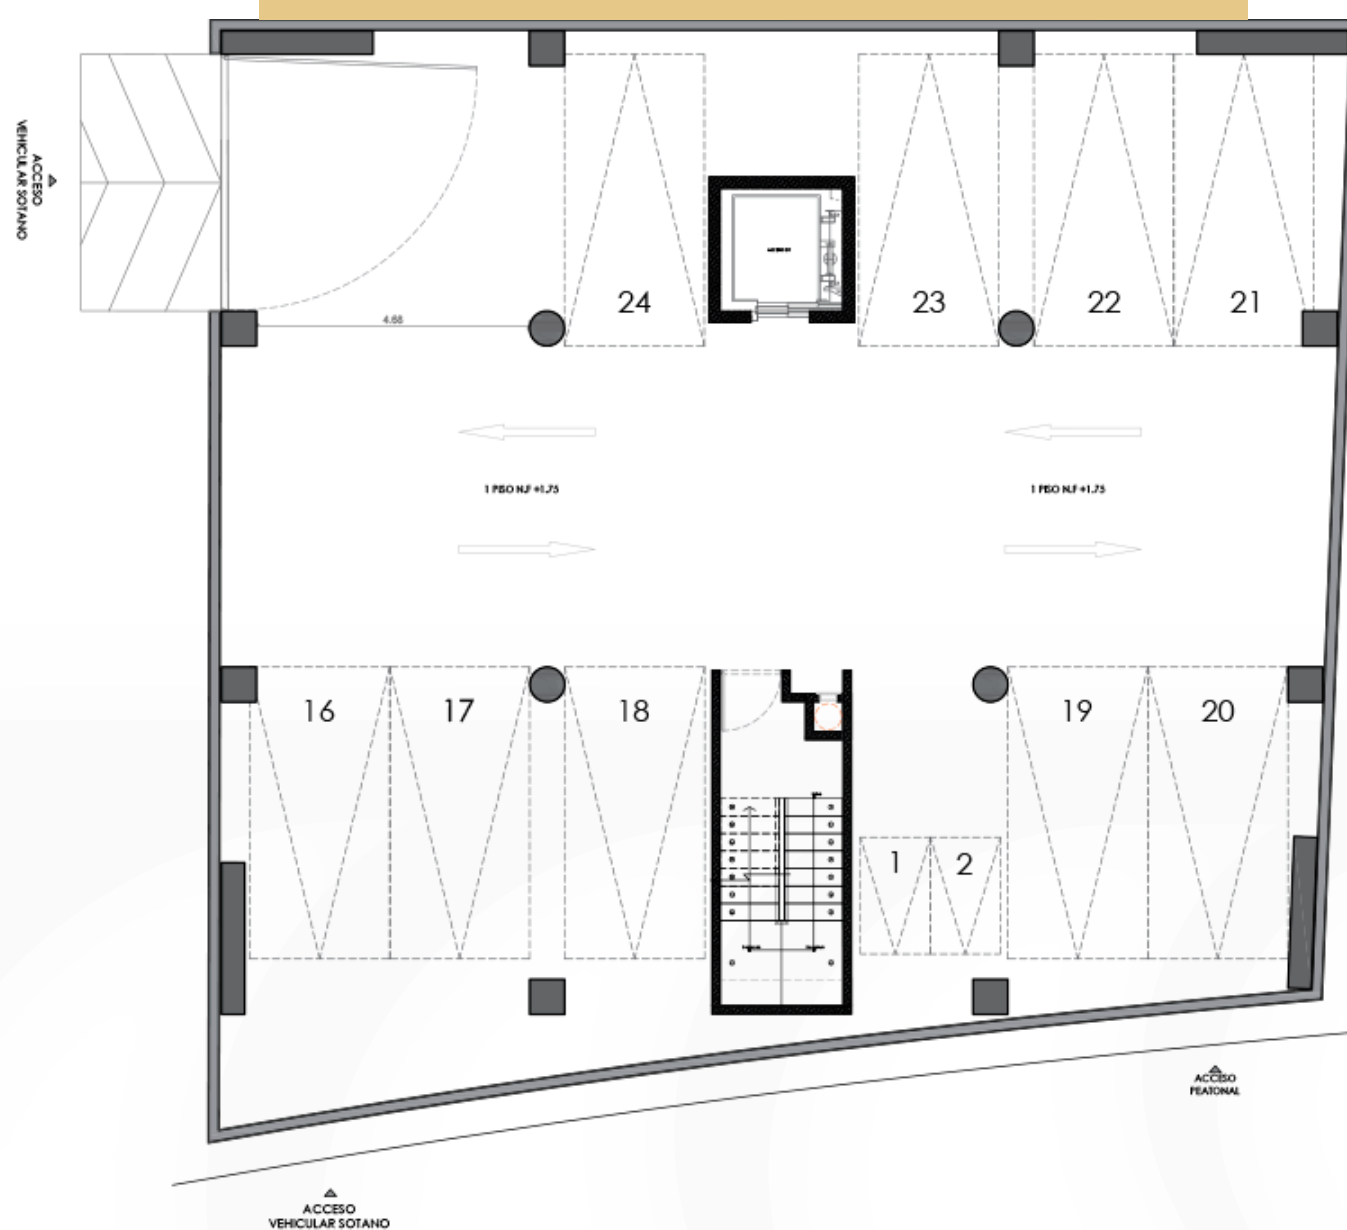 ACCESO
VEHICULAR SOTANO
24
23
22
21
4.68
1 PISO N.F +1.75
1 PISO N.F +1.75
16
17
18
19
20
1
2
ACCESO
PEATONAL
ACCESO
VEHICULAR SOTANO